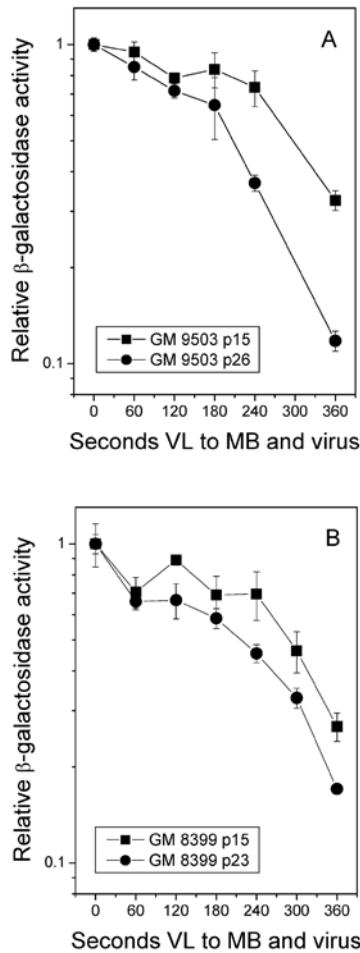 A
Relative β-galactosidase activity
1
0.1
GM 9503 p15
GM 9503 p26
0 60 120 180 240 300 360
Seconds VL to MB and virus
B
Relative β-galactosidase activity
1
0.1
GM 8399 p15
GM 8399 p23
0 60 120 180 240 300 360
Seconds VL to MB and virus